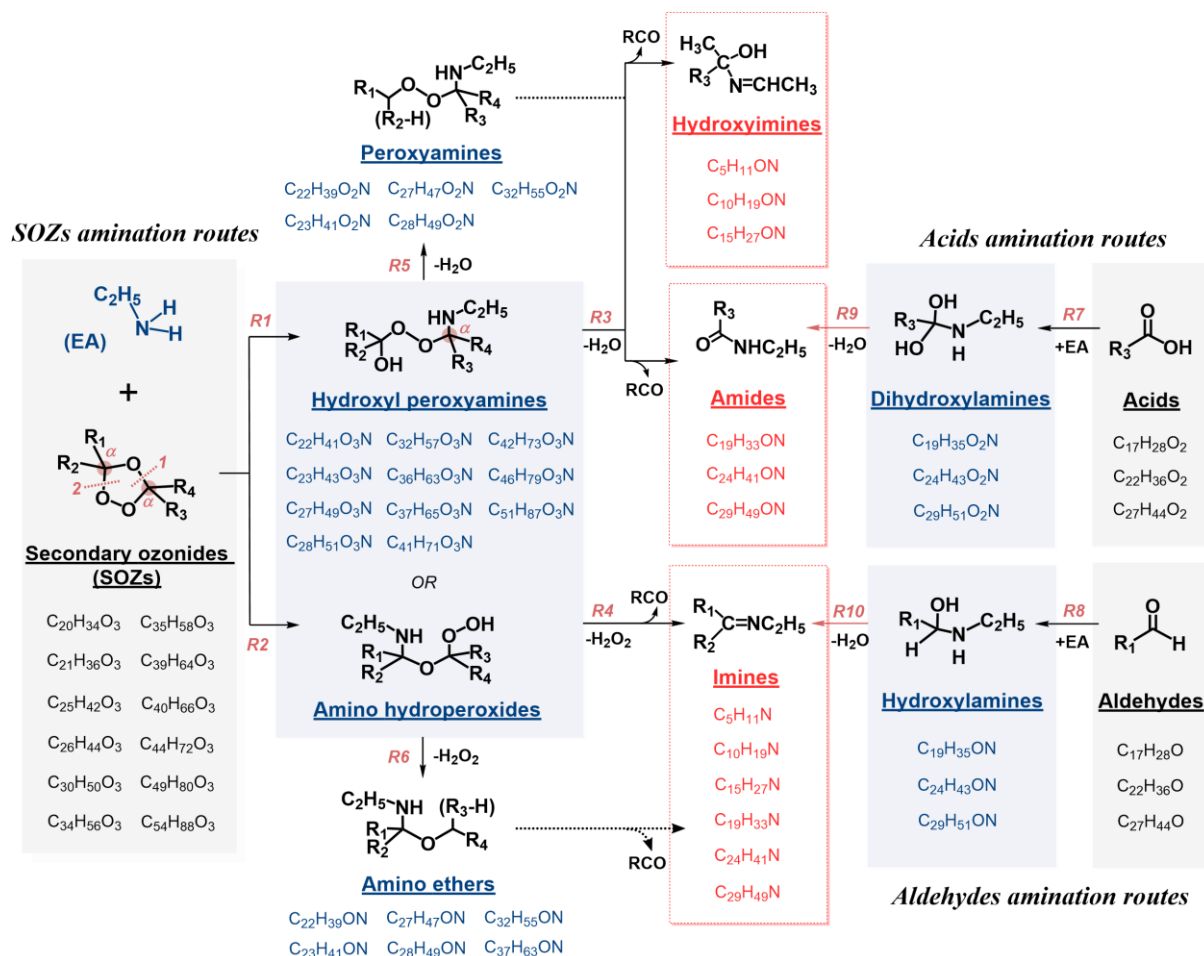 SOZs amination routes
C₂H₅
N
H
H
(EA)
+
R₁
R₂
α
O
1
2
O
O
α
R₄
R₃
Secondary ozonides
(SOZs)
C₂₀H₃₄O₃ C₃₅H₅₈O₃
C₂₁H₃₆O₃ C₃₉H₆₄O₃
C₂₅H₄₂O₃ C₄₀H₆₆O₃
C₂₆H₄₄O₃ C₄₄H₇₂O₃
C₃₀H₅₀O₃ C₄₉H₈₀O₃
C₃₄H₅₆O₃ C₅₄H₈₈O₃
R1
R2
HN C₂H₅
R₁ O O R₄
(R₂-H) R₃
Peroxyamines
C₂₂H₃₉O₂N C₂₇H₄₇O₂N C₃₂H₅₅O₂N
C₂₃H₄₁O₂N C₂₈H₄₉O₂N
R5 -H₂O
HN C₂H₅
R₁ O O α R₄
R₂ OH R₃
Hydroxyl peroxyamines
C₂₂H₄₁O₃N C₃₂H₅₇O₃N C₄₂H₇₃O₃N
C₂₃H₄₃O₃N C₃₆H₆₃O₃N C₄₆H₇₉O₃N
C₂₇H₄₉O₃N C₃₇H₆₅O₃N C₅₁H₈₇O₃N
C₂₈H₅₁O₃N C₄₁H₇₁O₃N
OR
C₂H₅ NH O OH
R₁ R₃
R₂ O R₄
Amino hydroperoxides
R6 -H₂O₂
C₂H₅ NH (R₃-H)
R₁
R₂ O R₄
Amino ethers
C₂₂H₃₉ON C₂₇H₄₇ON C₃₂H₅₅ON
C₂₃H₄₁ON C₂₈H₄₉ON C₃₇H₆₃ON
R3
-H₂O
RCO
RCO
R4
-H₂O₂
RCO
RCO
H₃C OH
C
R₃
N=CHCH₃
Hydroxyimines
C₅H₁₁ON
C₁₀H₁₉ON
C₁₅H₂₇ON
R₃
O NHC₂H₅
Amides
C₁₉H₃₃ON
C₂₄H₄₁ON
C₂₉H₄₉ON
R₁
C=NC₂H₅
R₂
Imines
C₅H₁₁N
C₁₀H₁₉N
C₁₅H₂₇N
C₁₉H₃₃N
C₂₄H₄₁N
C₂₉H₄₉N
Acids amination routes
R9
-H₂O
OH
R₃ C₂H₅
HO N
H
Dihydroxylamines
C₁₉H₃₅O₂N
C₂₄H₄₃O₂N
C₂₉H₅₁O₂N
R7
+EA
O
R₃ OH
Acids
C₁₇H₂₈O₂
C₂₂H₃₆O₂
C₂₇H₄₄O₂
R10
-H₂O
OH
R₁ C₂H₅
H N
H
Hydroxylamines
C₁₉H₃₅ON
C₂₄H₄₃ON
C₂₉H₅₁ON
R8
+EA
O
R₁ H
Aldehydes
C₁₇H₂₈O
C₂₂H₃₆O
C₂₇H₄₄O
Aldehydes amination routes